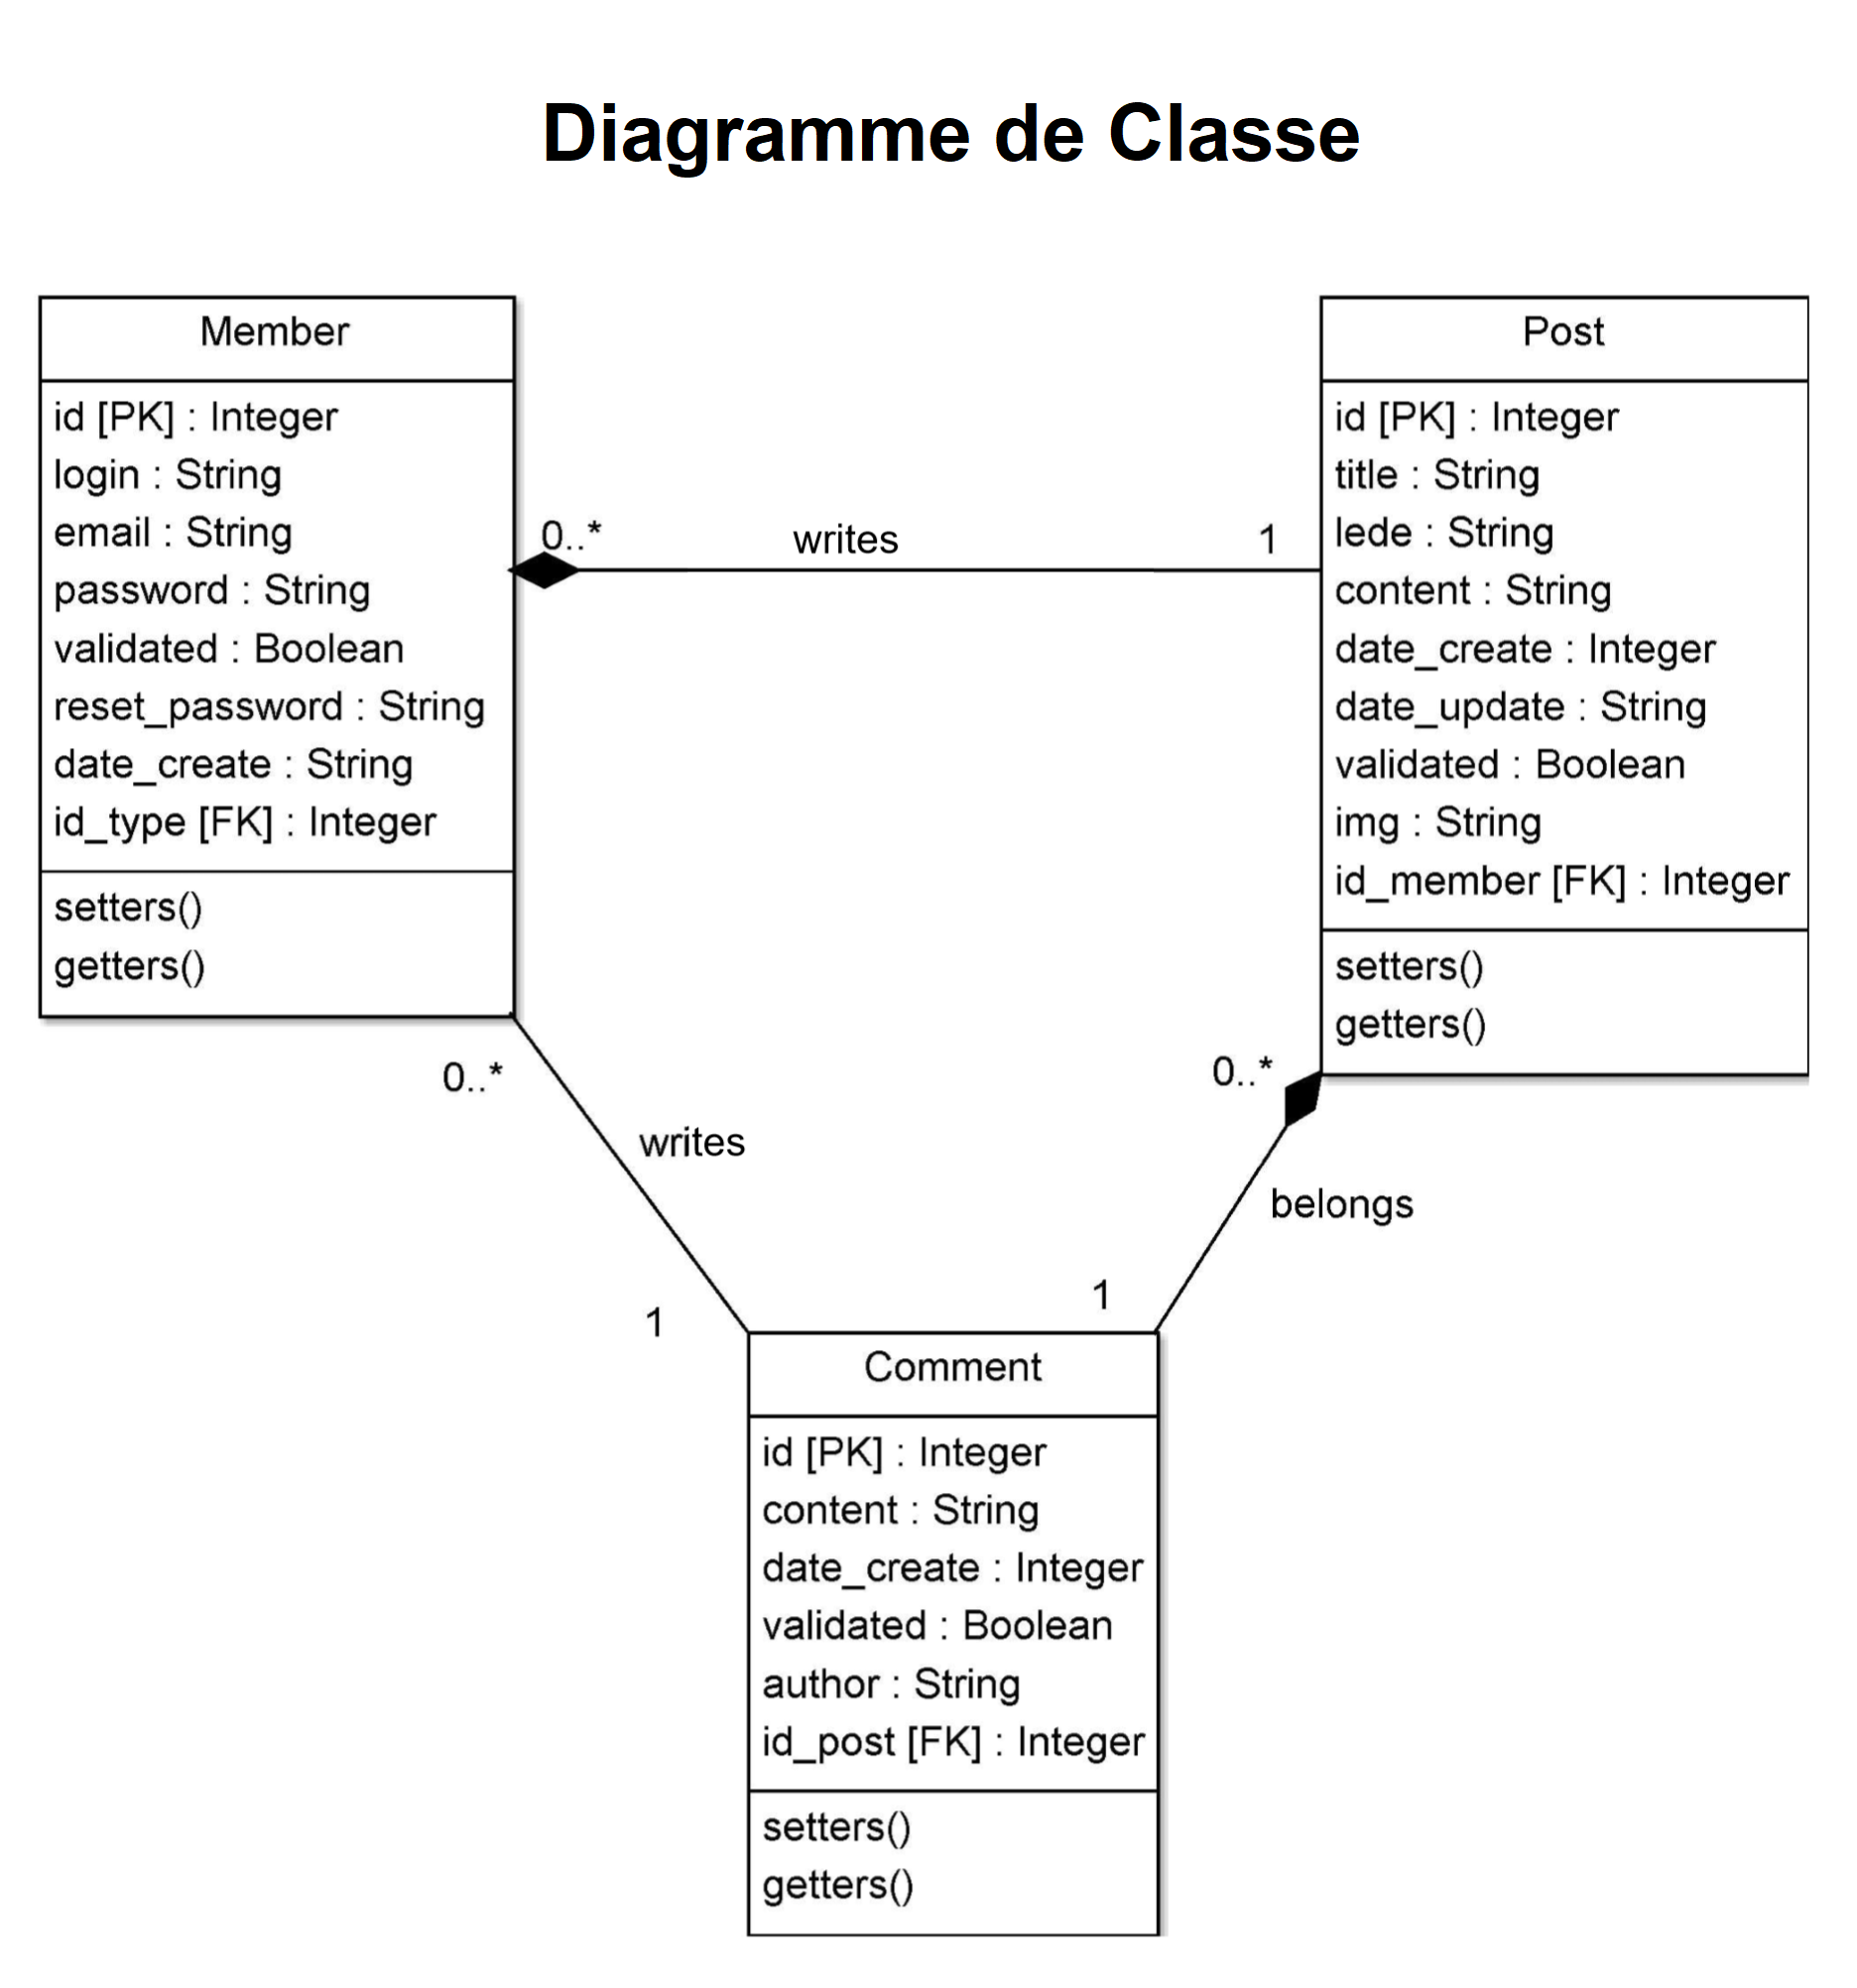 Diagramme de Classe
Member
id [PK] : Integer
login : String
email : String
password : String
validated : Boolean
reset_password : String
date_create : String
id_type [FK] : Integer
setters()
getters()
0..*
writes
1
Post
id [PK] : Integer
title : String
lede : String
content : String
date_create : Integer
date_update : String
validated : Boolean
img : String
id_member [FK] : Integer
setters()
getters()
0..*
writes
1
0..*
belongs
1
Comment
id [PK] : Integer
content : String
date_create : Integer
validated : Boolean
author : String
id_post [FK] : Integer
setters()
getters()